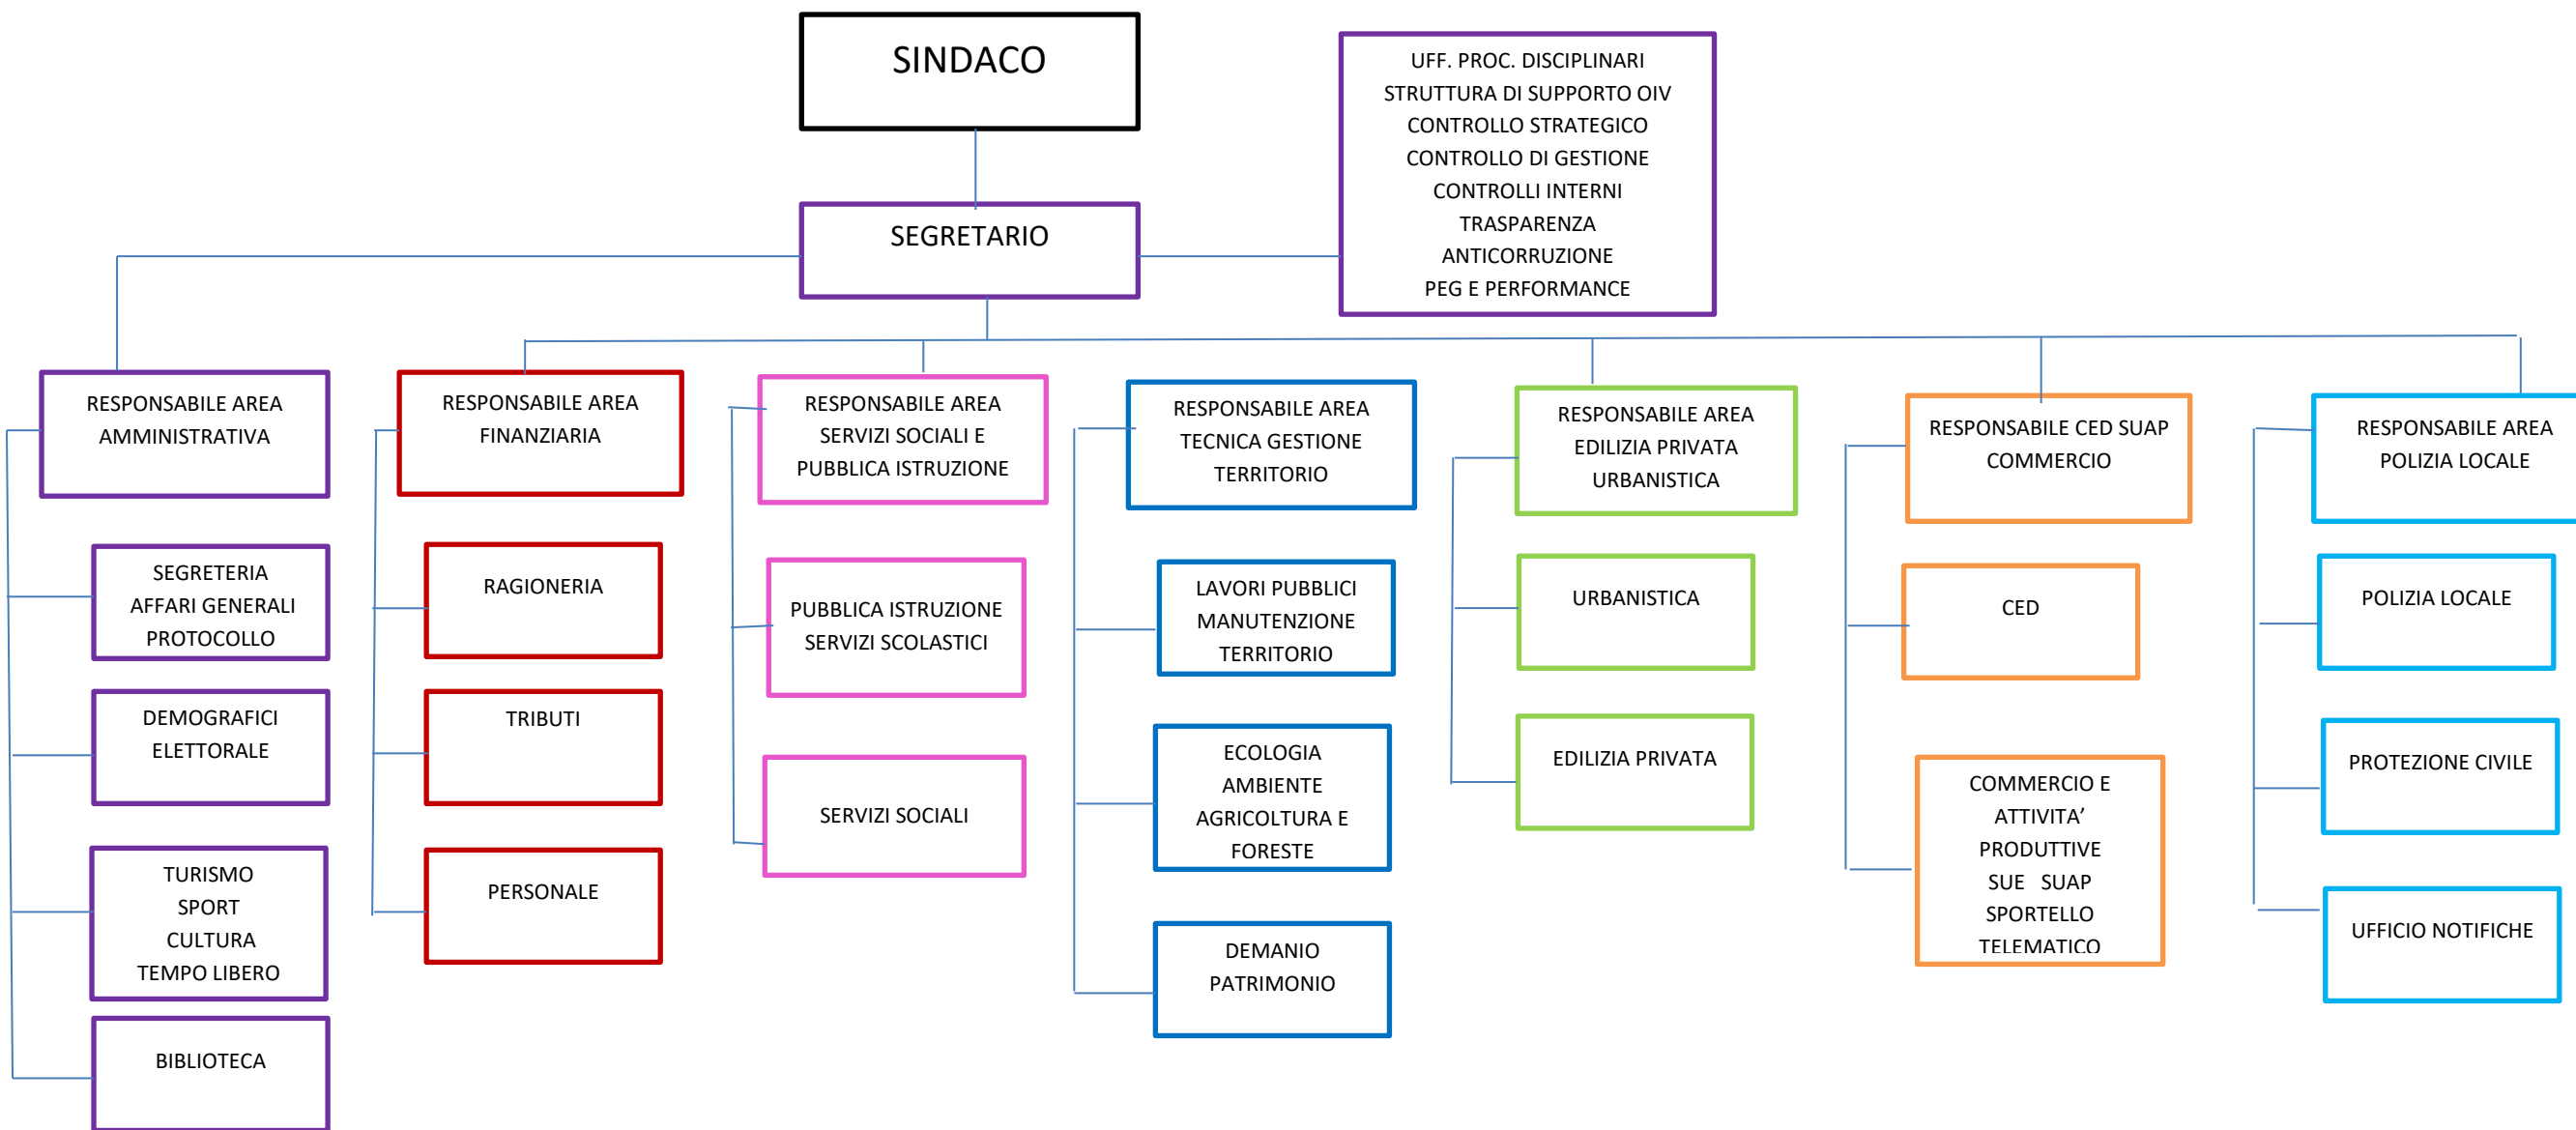 SINDACO
UFF. PROC. DISCIPLINARI
STRUTTURA DI SUPPORTO OIV
CONTROLLO STRATEGICO
CONTROLLO DI GESTIONE
CONTROLLI INTERNI
TRASPARENZA
ANTICORRUZIONE
PEG E PERFORMANCE
SEGRETARIO
RESPONSABILE AREA
AMMINISTRATIVA
SEGRETERIA
AFFARI GENERALI
PROTOCOLLO
DEMOGRAFICI
ELETTORALE
TURISMO
SPORT
CULTURA
TEMPO LIBERO
BIBLIOTECA
RESPONSABILE AREA
FINANZIARIA
RAGIONERIA
TRIBUTI
PERSONALE
RESPONSABILE AREA
SERVIZI SOCIALI E
PUBBLICA ISTRUZIONE
PUBBLICA ISTRUZIONE
SERVIZI SCOLASTICI
SERVIZI SOCIALI
RESPONSABILE AREA
TECNICA GESTIONE
TERRITORIO
LAVORI PUBBLICI
MANUTENZIONE
TERRITORIO
ECOLOGIA
AMBIENTE
AGRICOLTURA E
FORESTE
DEMANIO
PATRIMONIO
RESPONSABILE AREA
EDILIZIA PRIVATA
URBANISTICA
URBANISTICA
EDILIZIA PRIVATA
RESPONSABILE CED SUAP
COMMERCIO
CED
COMMERCIO E
ATTIVITA’
PRODUTTIVE
SUE SUAP
SPORTELLO
TELEMATICO
RESPONSABILE AREA
POLIZIA LOCALE
POLIZIA LOCALE
PROTEZIONE CIVILE
UFFICIO NOTIFICHE